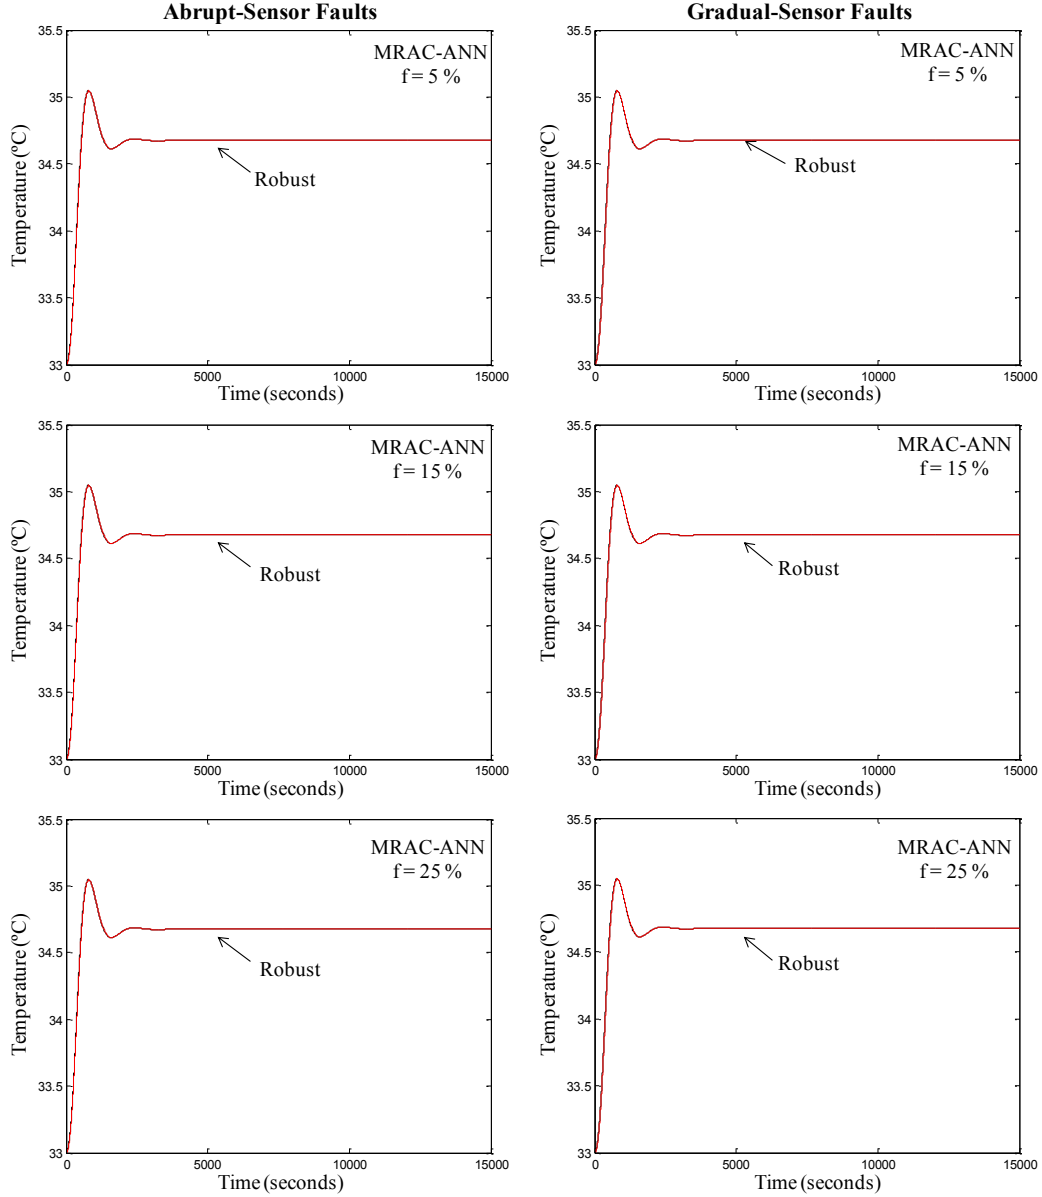 Abrupt-Sensor Faults
Gradual-Sensor Faults
35.5
35
34.5
34
33.5
33
Temperature (ºC)
MRAC-ANN
f = 5 %
Robust
0
5000
10000
15000
Time (seconds)
35.5
35
34.5
34
33.5
33
Temperature (ºC)
MRAC-ANN
f = 5 %
Robust
0
5000
10000
15000
Time (seconds)
35.5
35
34.5
34
33.5
33
Temperature (ºC)
MRAC-ANN
f = 15 %
Robust
0
5000
10000
15000
Time (seconds)
35.5
35
34.5
34
33.5
33
Temperature (ºC)
MRAC-ANN
f = 15 %
Robust
0
5000
10000
15000
Time (seconds)
35.5
35
34.5
34
33.5
33
Temperature (ºC)
MRAC-ANN
f = 25 %
Robust
0
5000
10000
15000
Time (seconds)
35.5
35
34.5
34
33.5
33
Temperature (ºC)
MRAC-ANN
f = 25 %
Robust
0
5000
10000
15000
Time (seconds)